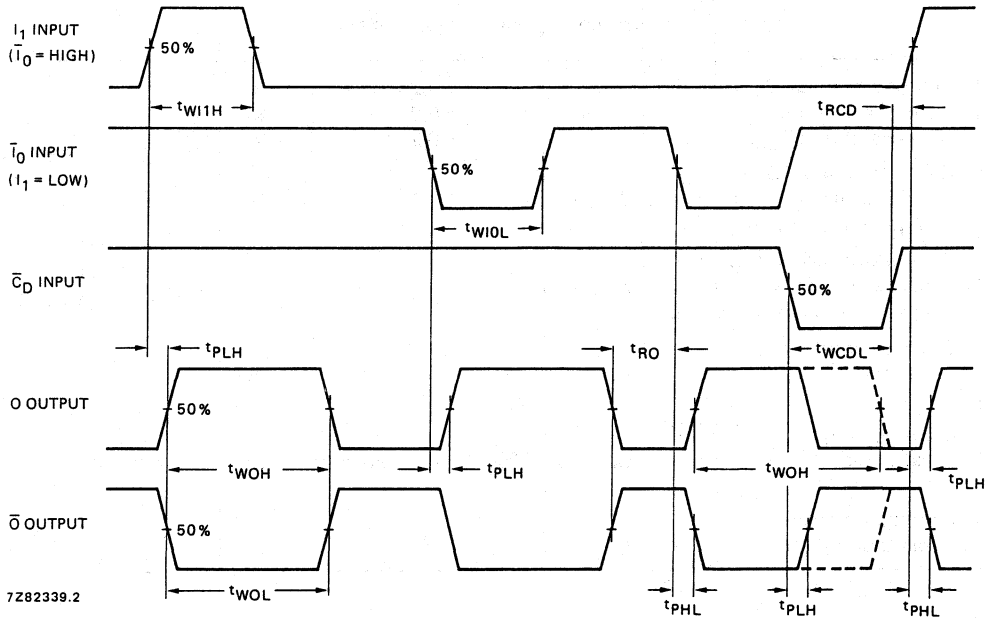 I₁ INPUT
(Ī₀ = HIGH)
50%
tWI1H
tRCD
Ī₀ INPUT
(I₁ = LOW)
50%
tWI0L
C̄D INPUT
50%
tPLH
tRO
tWCDL
O OUTPUT
50%
tWOH
tPLH
tWOH
tPLH
Ō OUTPUT
50%
tWOL
tPHL
tPLH
tPHL
7Z82339.2